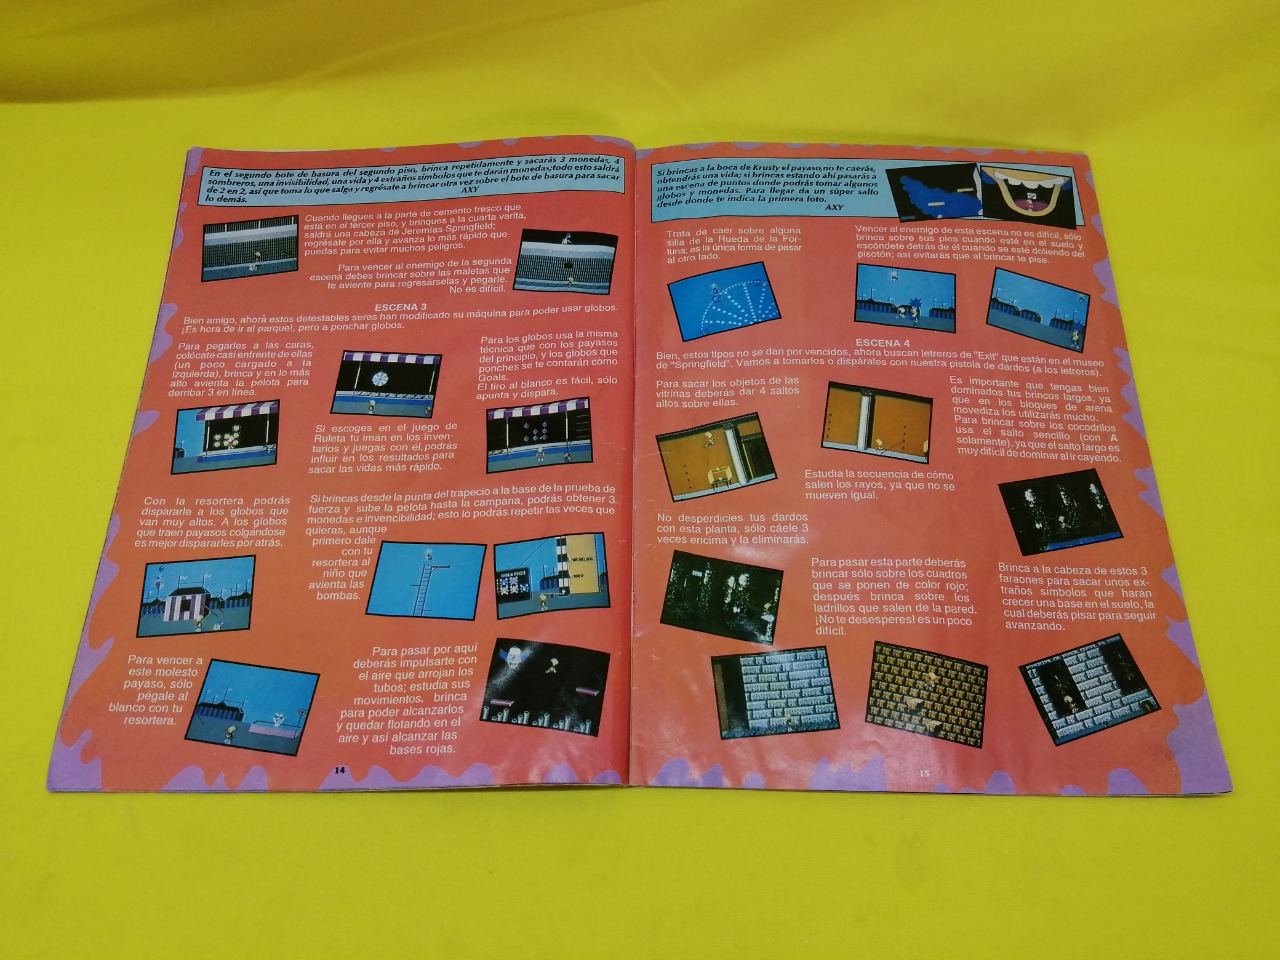 En el segundo bote de basura del segundo piso, brinca repetidamente y sacarás 3 monedas, 4
sombreros, una invisibilidad, una vida y 4 extraños símbolos que te darán monedas; todo esto saldrá
de 2 en 2, así que toma lo que salga y regrésate a brincar otra vez sobre el bote de basura para sacar
lo demás.
AXY
Cuando llegues a la parte de cemento fresco que
está en el tercer piso, y brinques a la cuarta varita,
saldrá una cabeza de Jeremías Springfield;
regrésate por ella y avanza lo más rápido que
puedas para evitar muchos peligros.
Para vencer al enemigo de la segunda
escena debes brincar sobre las maletas que
te aviente para regresárselas y pegarle.
No es difícil.
ESCENA 3
Bien amigo, ahora estos detestables seres han modificado su máquina para poder usar globos.
¡Es hora de ir al parque!, pero a ponchar globos.
Para pegarles a las caras,
colócate casi enfrente de ellas
(un poco cargado a la
izquierda), brinca y en lo más
alto avienta la pelota para
derribar 3 en línea.
Para los globos usa la misma
técnica que con los payasos
del principio, y los globos que
ponches se te contarán como
Goals.
El tiro al blanco es fácil, sólo
apunta y dispara.
Si escoges en el juego de
Ruleta tu imán en los inven-
tarios y juegas con él, podrás
influir en los resultados para
sacar las vidas más rápido.
Con la resortera podrás
dispararle a los globos que
van muy altos. A los globos
que traen payasos colgándose
es mejor dispararles por atrás.
Si brincas desde la punta del trapecio a la base de la prueba de
fuerza y sube la pelota hasta la campana, podrás obtener 3
monedas e invencibilidad; esto lo podrás repetir las veces que
quieras, aunque
primero dale
con tu
resortera al
niño que
avienta las
bombas.
Para vencer a
este molesto
payaso, sólo
pégale al
blanco con tu
resortera.
Para pasar por aquí
deberás impulsarte con
el aire que arrojan los
tubos; estudia sus
movimientos, brinca
para poder alcanzarlos
y quedar flotando en el
aire y así alcanzar las
bases rojas.
14
Si brincas a la boca de Krusty el payaso, no te caerás,
obtendrás una vida; si brincas estando ahí pasarás a
una escena de puntos donde podrás tomar algunos
globos y monedas. Para llegar da un súper salto
desde donde te indica la primera foto.
AXY
Trata de caer sobre alguna
silla de la Rueda de la For-
tuna; es la única forma de pasar
al otro lado.
Vencer al enemigo de esta escena no es difícil, sólo
brinca sobre sus pies cuando esté en el suelo y
escóndete detrás de él cuando se esté doliendo del
pisotón; así evitarás que al brincar te pise.
ESCENA 4
Bien, estos tipos no se dan por vencidos, ahora buscan letreros de "Exit" que están en el museo
de "Springfield". Vamos a tomarlos o dispárales con nuestra pistola de dardos (a los letreros).
Para sacar los objetos de las
vitrinas deberás dar 4 saltos
altos sobre ellas.
Es importante que tengas bien
dominados tus brincos largos, ya
que en los bloques de arena
movediza los utilizarás mucho.
Para brincar sobre los cocodrilos
usa el salto sencillo (con A
solamente), ya que el salto largo es
muy difícil de dominar al ir cayendo.
Estudia la secuencia de cómo
salen los rayos, ya que no se
mueven igual.
No desperdicies tus dardos
con esta planta, sólo cáele 3
veces encima y la eliminarás.
Para pasar esta parte deberás
brincar sólo sobre los cuadros
que se ponen de color rojo;
después brinca sobre los
ladrillos que salen de la pared.
¡No te desesperes! es un poco
difícil.
Brinca a la cabeza de estos 3
faraones para sacar unos ex-
traños símbolos que harán
crecer una base en el suelo, la
cual deberás pisar para seguir
avanzando.
15